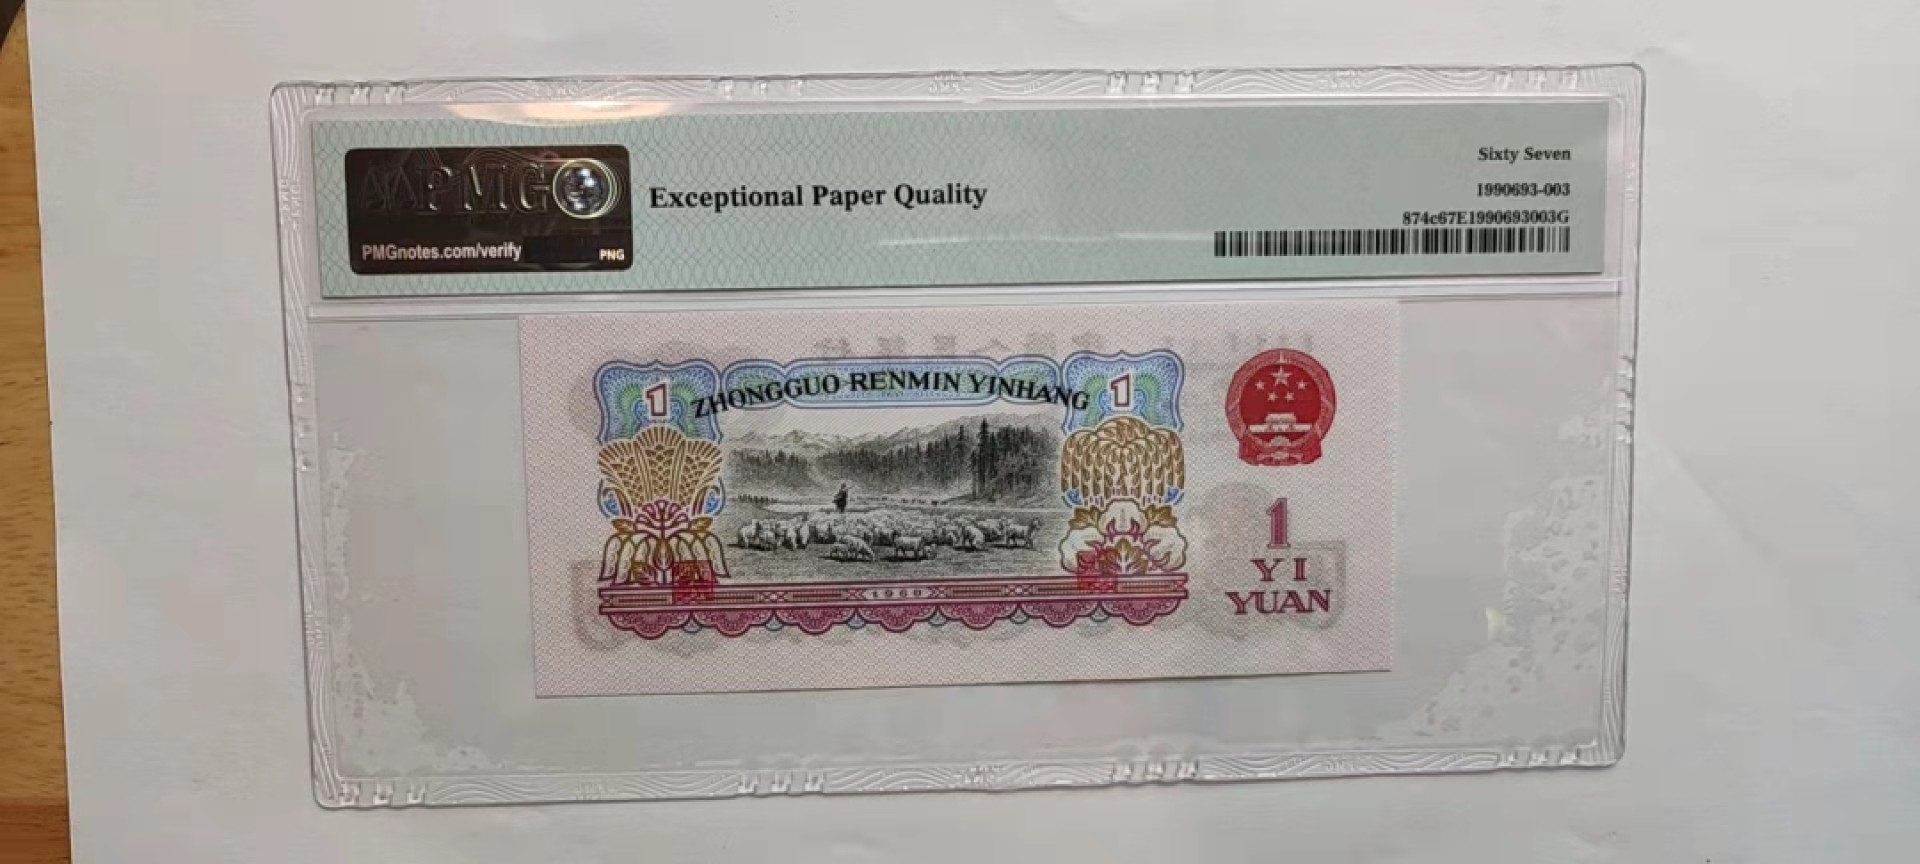 PMG
PMGnotes.com/verify
PNG
Exceptional Paper Quality
Sixty Seven
1990693-003
874c67E1990693003G
1
ZHONGGUO RENMIN YINHANG
1
1960
1
YI
YUAN